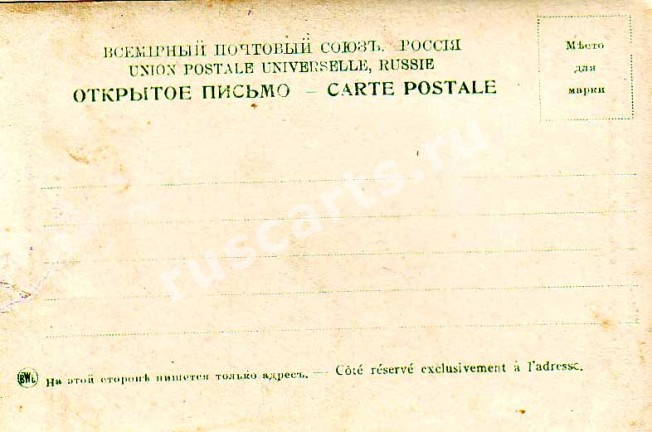 ВСЕМІРНЫЙ ПОЧТОВЫЙ СОЮЗЪ. РОССІЯ
UNION POSTALE UNIVERSELLE, RUSSIE
ОТКРЫТОЕ ПИСЬМО — CARTE POSTALE
Мѣсто
для
марки
ruscarts.ru
BWL На этой сторонѣ пишется только адресъ. — Côté réservé exclusivement à l'adresse.